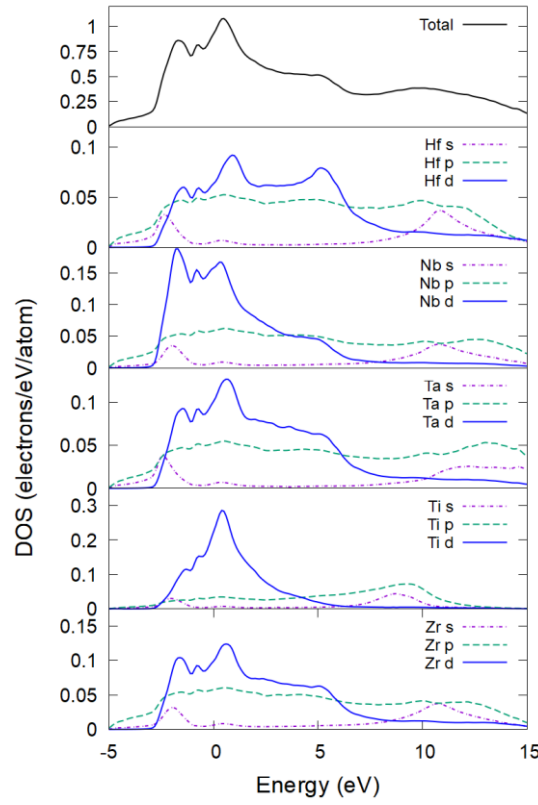 Total
1
0.75
0.5
0.25
0
Hf s
Hf p
Hf d
0.1
0.05
0
Nb s
Nb p
Nb d
0.15
0.1
0.05
0
Ta s
Ta p
Ta d
0.1
0.05
0
Ti s
Ti p
Ti d
0.3
0.2
0.1
0
Zr s
Zr p
Zr d
0.15
0.1
0.05
0
-5 0 5 10 15
Energy (eV)
DOS (electrons/eV/atom)